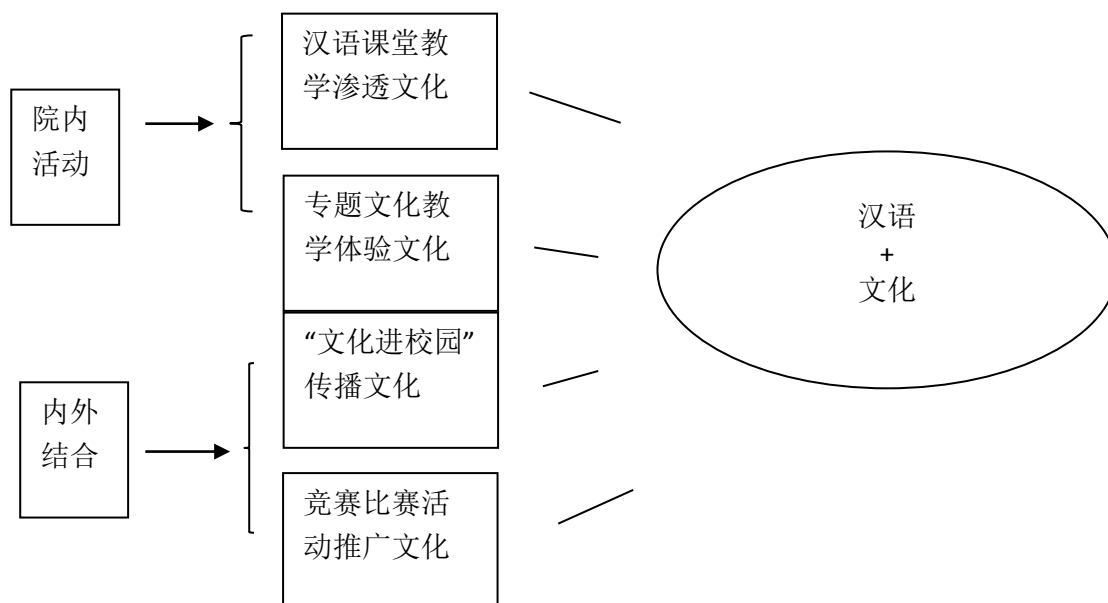 院内
活动
汉语课堂教
学渗透文化
专题文化教
学体验文化
内外
结合
“文化进校园”
传播文化
竞赛比赛活
动推广文化
汉语
+
文化